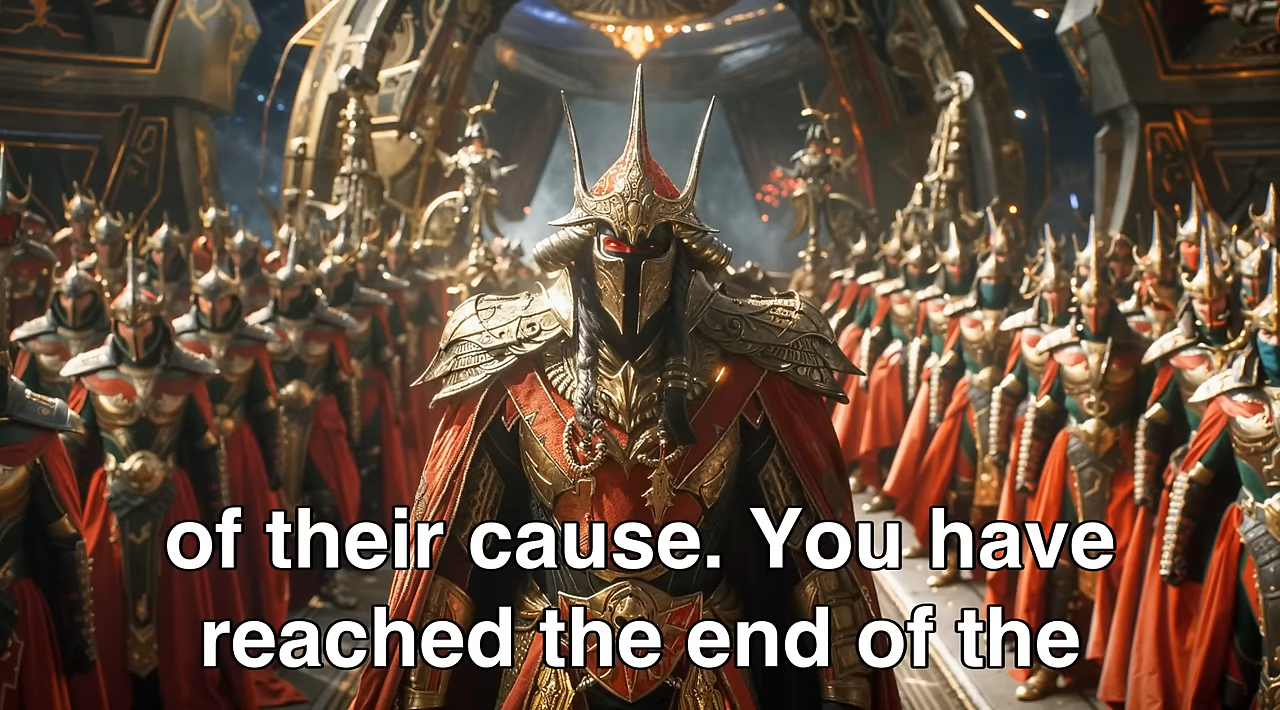 of their cause. You have
reached the end of the